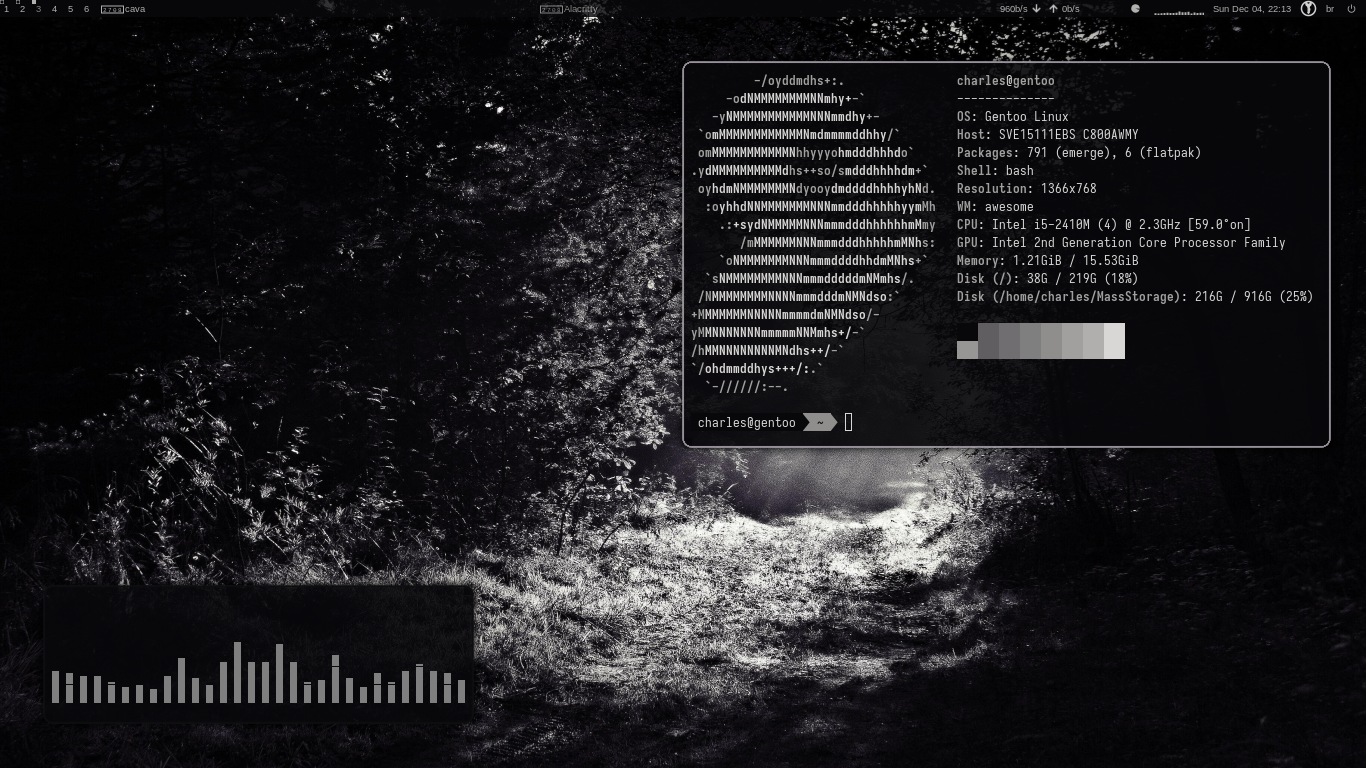 1 2 3 4 5 6 cava Alacritty 960b/s 0b/s Sun Dec 04, 22:13 br
charles@gentoo
--------------
OS: Gentoo Linux
Host: SVE15111EBS C800AWMY
Packages: 791 (emerge), 6 (flatpak)
Shell: bash
Resolution: 1366x768
WM: awesome
CPU: Intel i5-2410M (4) @ 2.3GHz [59.0°on]
GPU: Intel 2nd Generation Core Processor Family
Memory: 1.21GiB / 15.53GiB
Disk (/): 38G / 219G (18%)
Disk (/home/charles/MassStorage): 216G / 916G (25%)
charles@gentoo ~